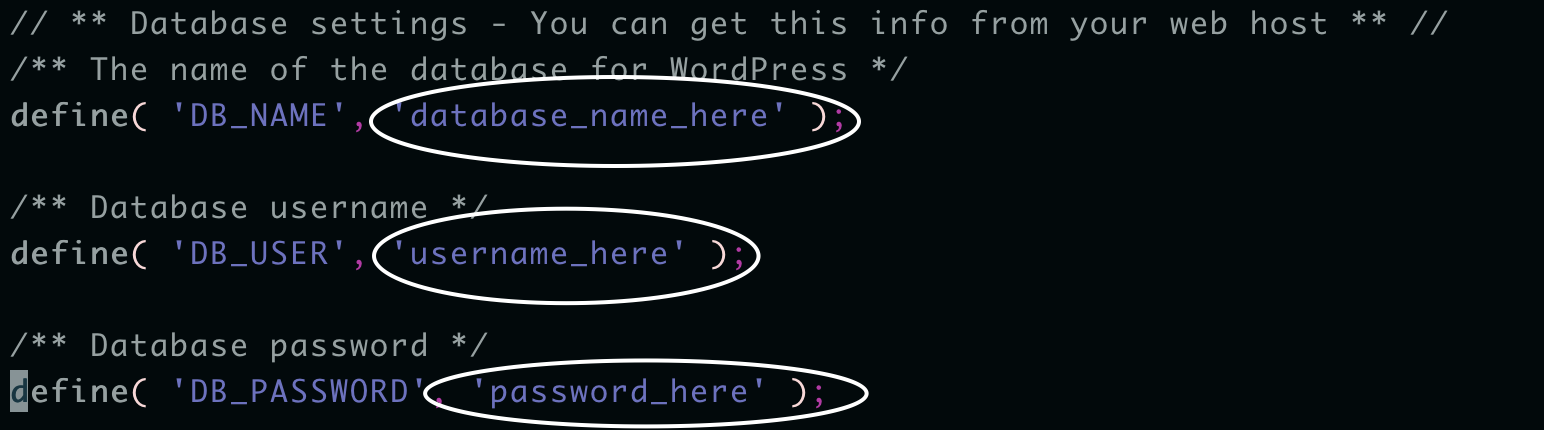 // ** Database settings - You can get this info from your web host ** //
/** The name of the database for WordPress */
define( 'DB_NAME', 'database_name_here' );
/** Database username */
define( 'DB_USER', 'username_here' );
/** Database password */
define( 'DB_PASSWORD', 'password_here' );